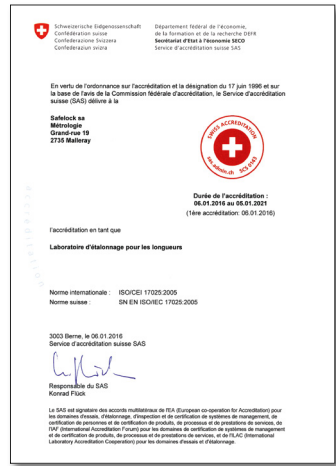 Schweizerische Eidgenossenschaft
Confédération suisse
Confederazione Svizzera
Confederaziun svizra
Département fédéral de l'économie,
de la formation et de la recherche DEFR
Secrétariat d'Etat à l'économie SECO
Service d'accréditation suisse SAS
En vertu de l'ordonnance sur l'accréditation et la désignation du 17 juin 1996 et sur
la base de l'avis de la Commission fédérale d'accréditation, le Service d'accréditation
suisse (SAS) délivre à la
Safelock sa
Métrologie
Grand-rue 19
2735 Malleray
SWISS ACCREDITATION
sas.admin.ch SCS 0143
Durée de l'accréditation :
06.01.2016 au 05.01.2021
(1ère accréditation: 06.01.2016)
l'accréditation en tant que
Laboratoire d'étalonnage pour les longueurs
Norme internationale : ISO/CEI 17025:2005
Norme suisse : SN EN ISO/IEC 17025:2005
3003 Berne, le 06.01.2016
Service d'accréditation suisse SAS
Responsable du SAS
Konrad Flück
Le SAS est signataire des accords multilatéraux de l'EA (European co-operation for Accreditation) pour
les domaines d'essais, d'étalonnage, d'inspection et de certification de systèmes de management, de
certification de personnes et de certification de produits, de processus et de prestations de services, de
l'IAF (International Accreditation Forum) pour les domaines de certification de systèmes de management
et de certification de produits, de processus et de prestations de services, et de l'ILAC (International
Laboratory Accreditation Cooperation) pour les domaines d'essais et d'étalonnage.